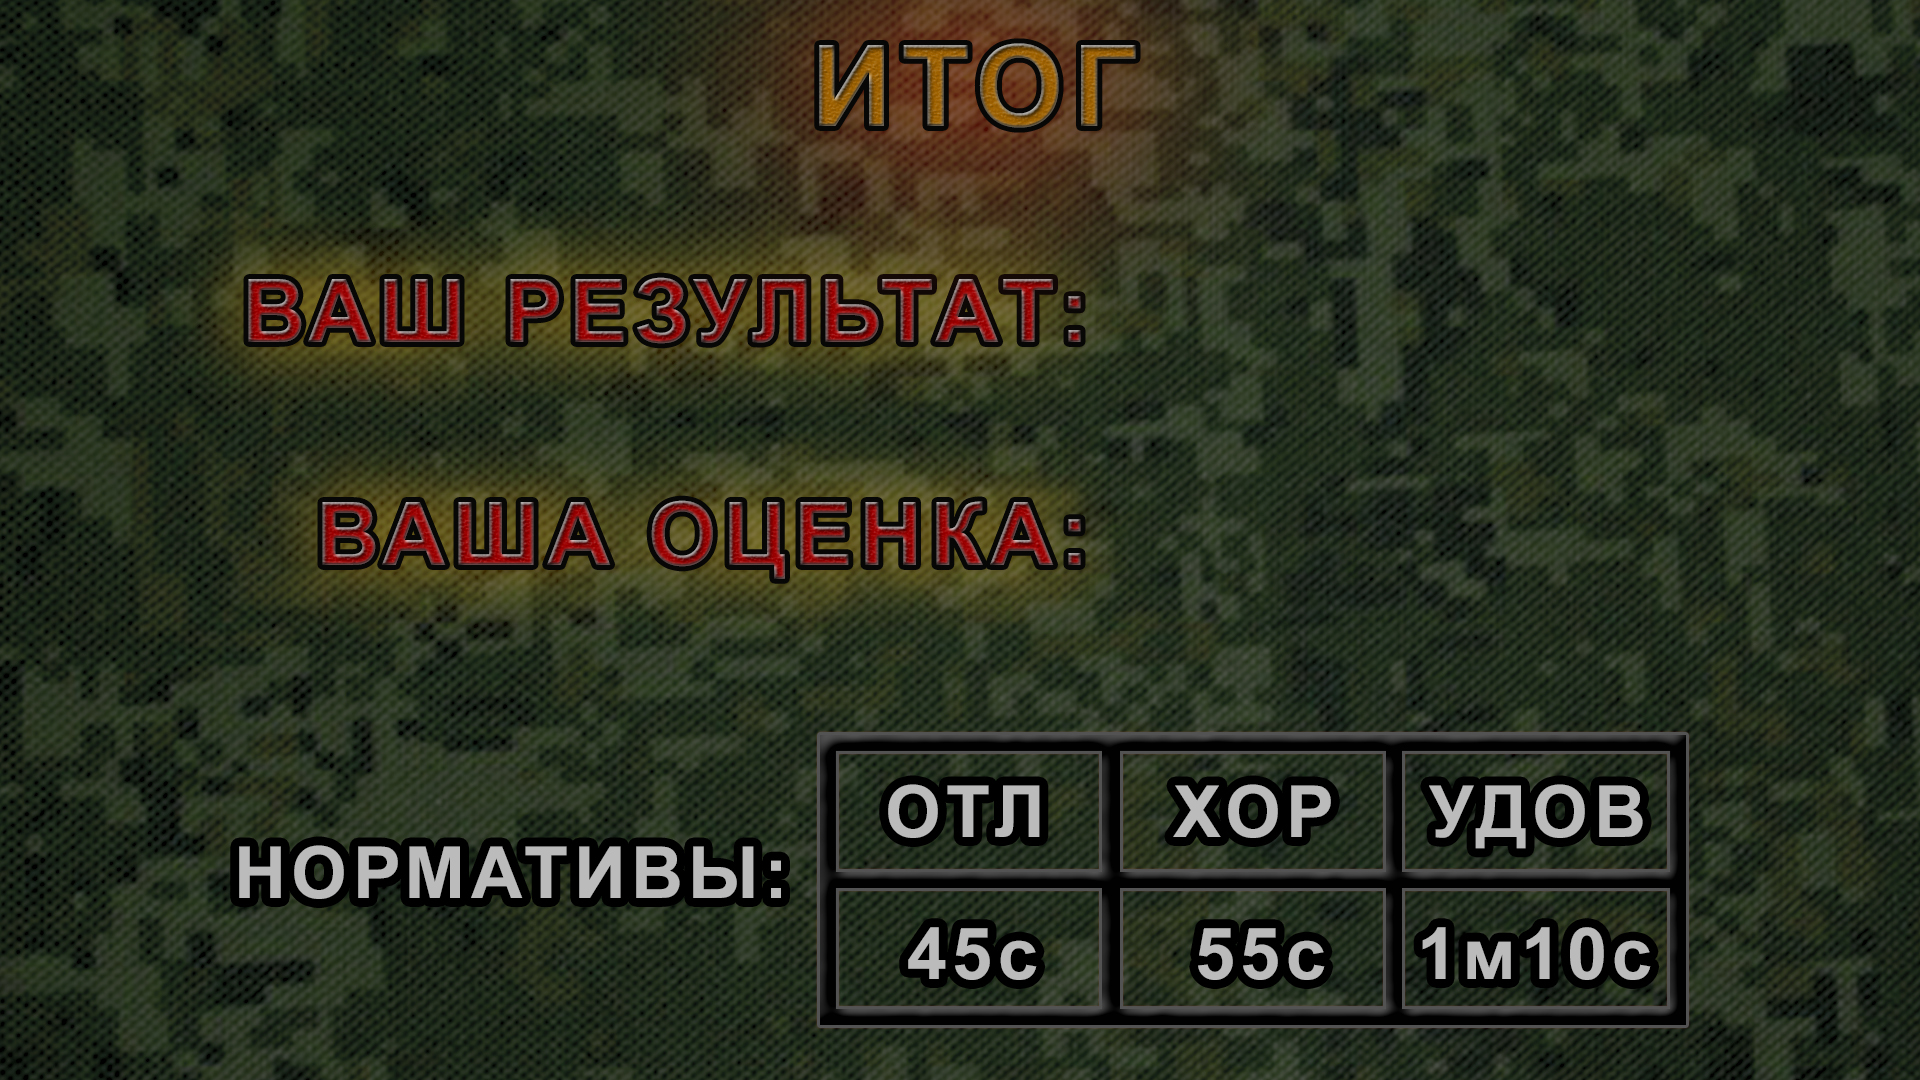 ИТОГ
ВАШ РЕЗУЛЬТАТ:
ВАША ОЦЕНКА:
НОРМАТИВЫ:
ОТЛ ХОР УДОВ
45с 55с 1м10с